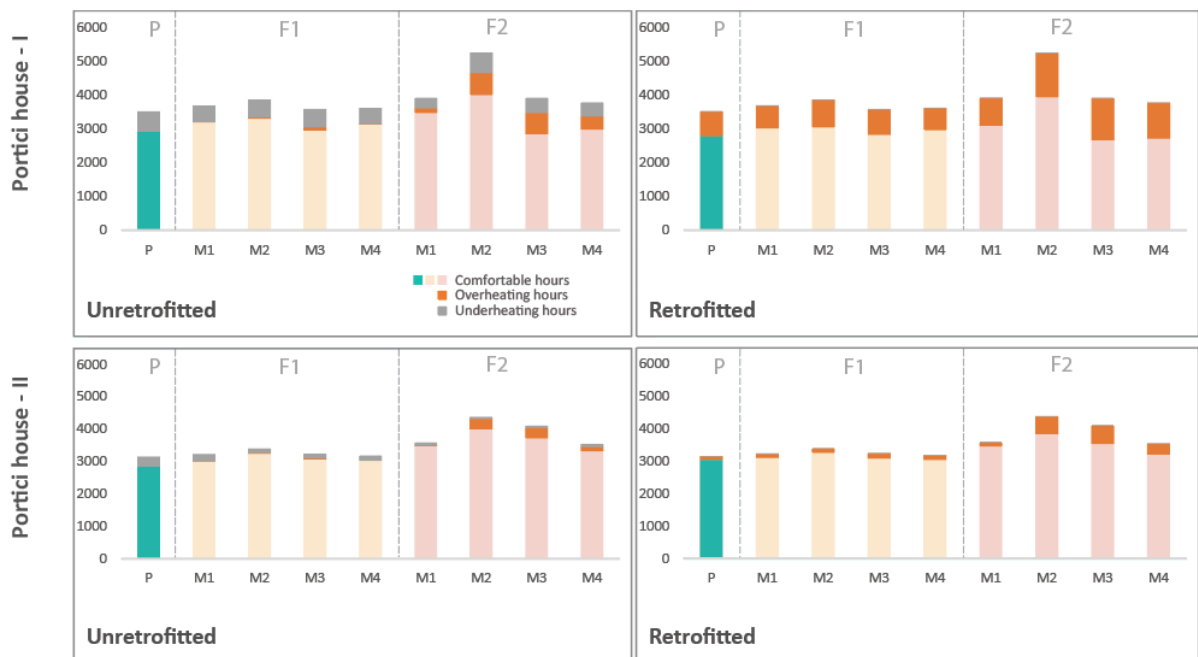 Portici house - I
P F1 F2
6000
5000
4000
3000
2000
1000
0
P M1 M2 M3 M4 M1 M2 M3 M4
Comfortable hours
Overheating hours
Underheating hours
Unretrofitted
P F1 F2
6000
5000
4000
3000
2000
1000
0
P M1 M2 M3 M4 M1 M2 M3 M4
Retrofitted
Portici house - II
P F1 F2
6000
5000
4000
3000
2000
1000
0
P M1 M2 M3 M4 M1 M2 M3 M4
Unretrofitted
P F1 F2
6000
5000
4000
3000
2000
1000
0
P M1 M2 M3 M4 M1 M2 M3 M4
Retrofitted